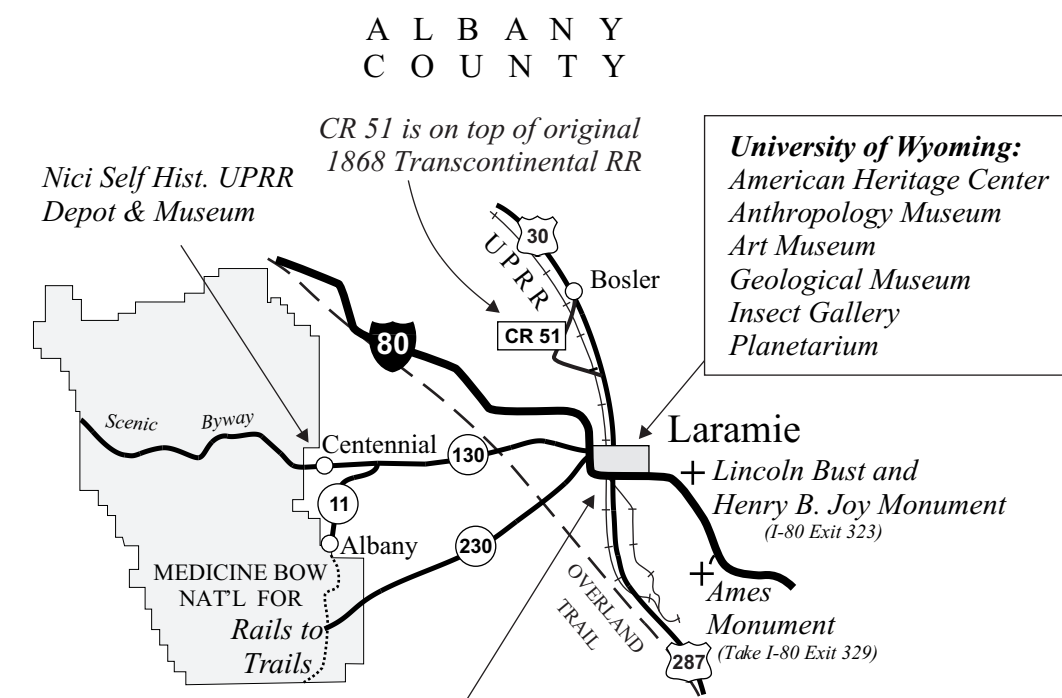 A L B A N Y
C O U N T Y
CR 51 is on top of original
1868 Transcontinental RR
Nici Self Hist. UPRR
Depot & Museum
University of Wyoming:
American Heritage Center
Anthropology Museum
Art Museum
Geological Museum
Insect Gallery
Planetarium
30
UPRR
Bosler
CR 51
80
Scenic Byway
Centennial
130
Laramie
Lincoln Bust and
Henry B. Joy Monument
(I-80 Exit 323)
11
Albany
230
MEDICINE BOW
NAT'L FOR
Rails to
Trails
OVERLAND
TRAIL
Ames
Monument
(Take I-80 Exit 329)
287